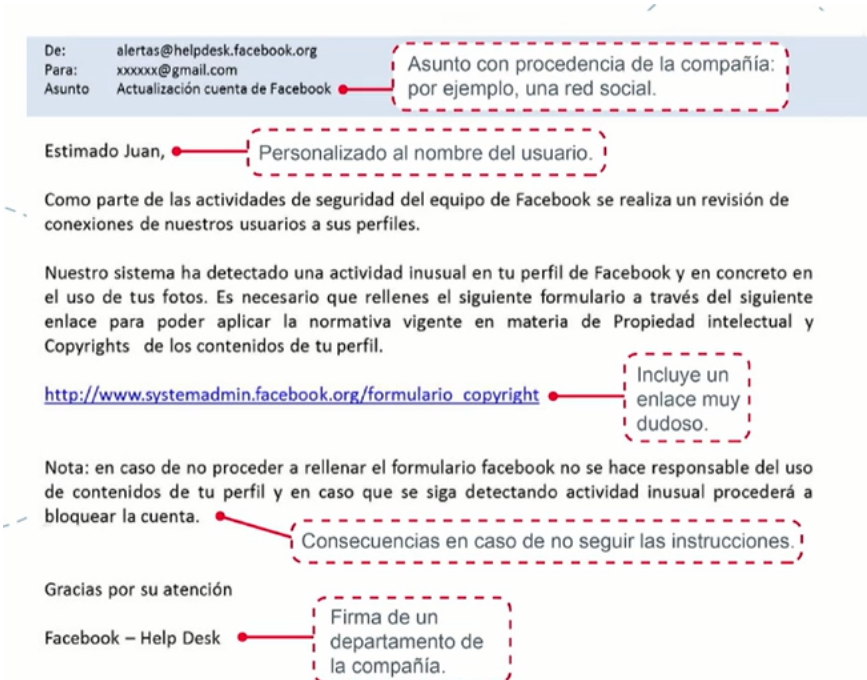 De: alertas@helpdesk.facebook.org
Para: xxxxxx@gmail.com
Asunto Actualización cuenta de Facebook
Asunto con procedencia de la compañía:
por ejemplo, una red social.
Estimado Juan,
Personalizado al nombre del usuario.
Como parte de las actividades de seguridad del equipo de Facebook se realiza un revisión de
conexiones de nuestros usuarios a sus perfiles.
Nuestro sistema ha detectado una actividad inusual en tu perfil de Facebook y en concreto en
el uso de tus fotos. Es necesario que rellenes el siguiente formulario a través del siguiente
enlace para poder aplicar la normativa vigente en materia de Propiedad intelectual y
Copyrights de los contenidos de tu perfil.
http://www.systemadmin.facebook.org/formulario_copyright
Incluye un
enlace muy
dudoso.
Nota: en caso de no proceder a rellenar el formulario facebook no se hace responsable del uso
de contenidos de tu perfil y en caso que se siga detectando actividad inusual procederá a
bloquear la cuenta.
Consecuencias en caso de no seguir las instrucciones.
Gracias por su atención
Facebook – Help Desk
Firma de un
departamento de
la compañía.